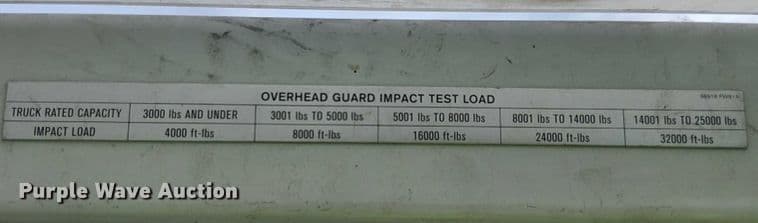 OVERHEAD GUARD IMPACT TEST LOAD
TRUCK RATED CAPACITY 3000 lbs AND UNDER 3001 lbs TO 5000 lbs 5001 lbs TO 8000 lbs 8001 lbs TO 14000 lbs 14001 lbs TO 25000 lbs
IMPACT LOAD 4000 ft-lbs 8000 ft-lbs 16000 ft-lbs 24000 ft-lbs 32000 ft-lbs
Purple Wave Auction